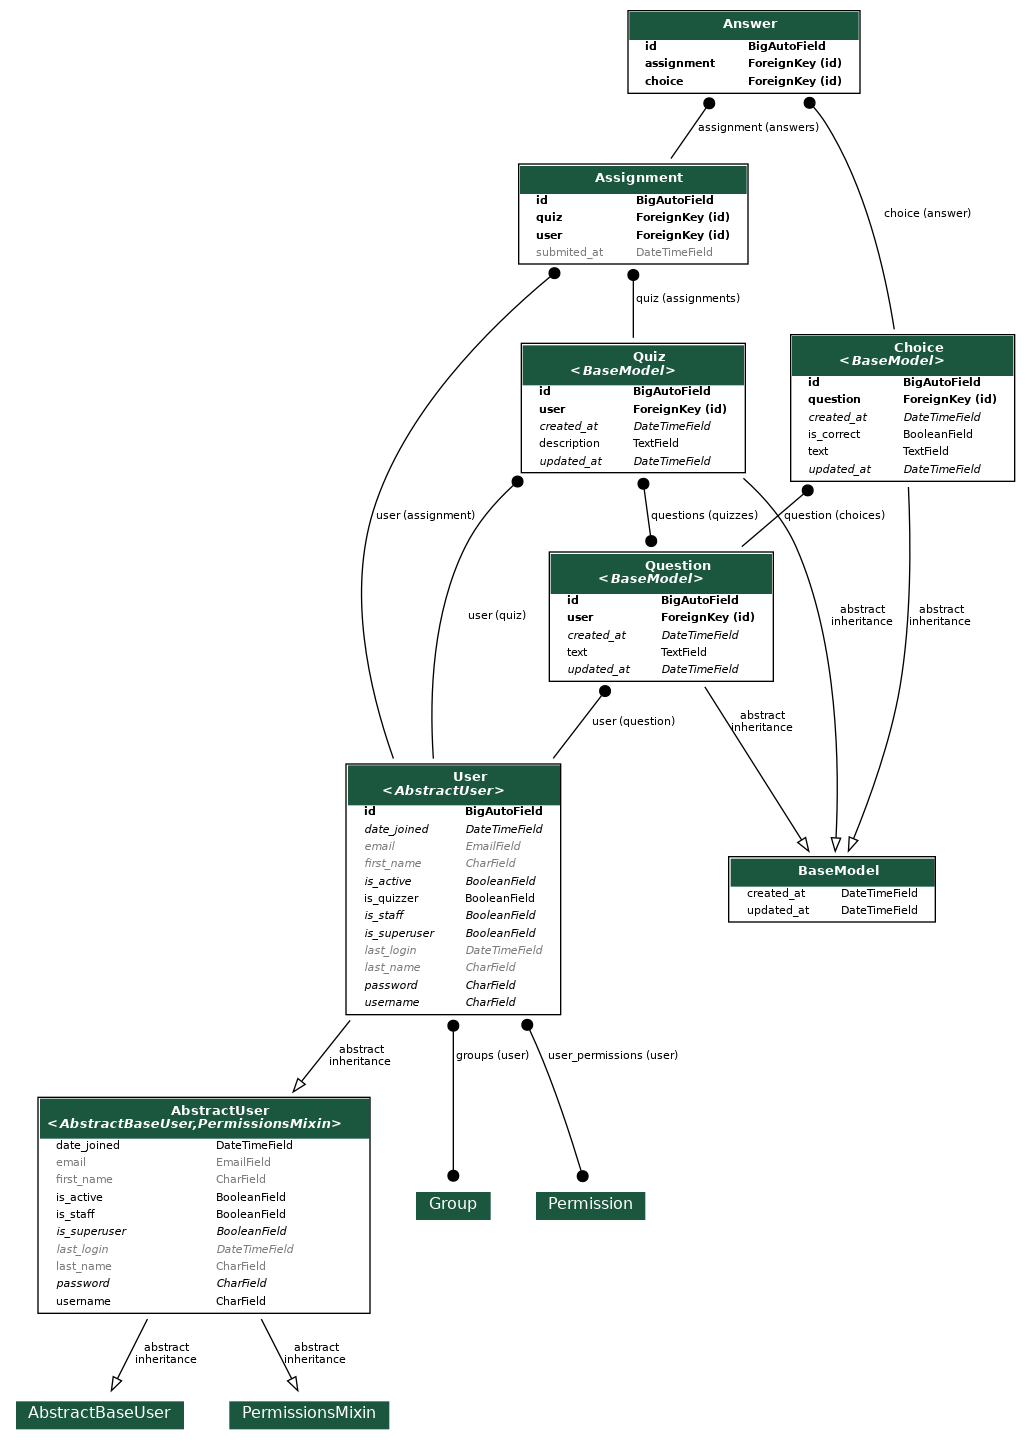 Answer
id BigAutoField
assignment ForeignKey (id)
choice ForeignKey (id)
assignment (answers)
choice (answer)
Assignment
id BigAutoField
quiz ForeignKey (id)
user ForeignKey (id)
submited_at DateTimeField
quiz (assignments)
Quiz
<BaseModel>
id BigAutoField
user ForeignKey (id)
created_at DateTimeField
description TextField
updated_at DateTimeField
Choice
<BaseModel>
id BigAutoField
question ForeignKey (id)
created_at DateTimeField
is_correct BooleanField
text TextField
updated_at DateTimeField
user (assignment)
questions (quizzes)
question (choices)
user (quiz)
Question
<BaseModel>
id BigAutoField
user ForeignKey (id)
created_at DateTimeField
text TextField
updated_at DateTimeField
abstract
inheritance
abstract
inheritance
user (question)
abstract
inheritance
User
<AbstractUser>
id BigAutoField
date_joined DateTimeField
email EmailField
first_name CharField
is_active BooleanField
is_quizzer BooleanField
is_staff BooleanField
is_superuser BooleanField
last_login DateTimeField
last_name CharField
password CharField
username CharField
BaseModel
created_at DateTimeField
updated_at DateTimeField
abstract
inheritance
groups (user)
user_permissions (user)
AbstractUser
<AbstractBaseUser,PermissionsMixin>
date_joined DateTimeField
email EmailField
first_name CharField
is_active BooleanField
is_staff BooleanField
is_superuser BooleanField
last_login DateTimeField
last_name CharField
password CharField
username CharField
Group
Permission
abstract
inheritance
abstract
inheritance
AbstractBaseUser
PermissionsMixin